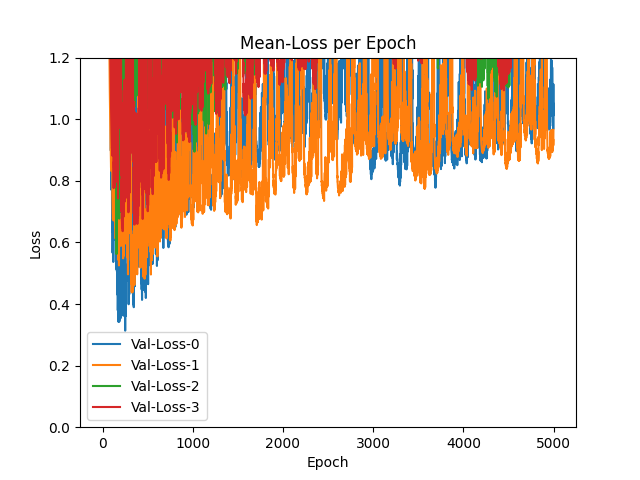 Mean-Loss per Epoch
1.2
1.0
0.8
0.6
0.4
0.2
0.0
Loss
Val-Loss-0
Val-Loss-1
Val-Loss-2
Val-Loss-3
0 1000 2000 3000 4000 5000
Epoch